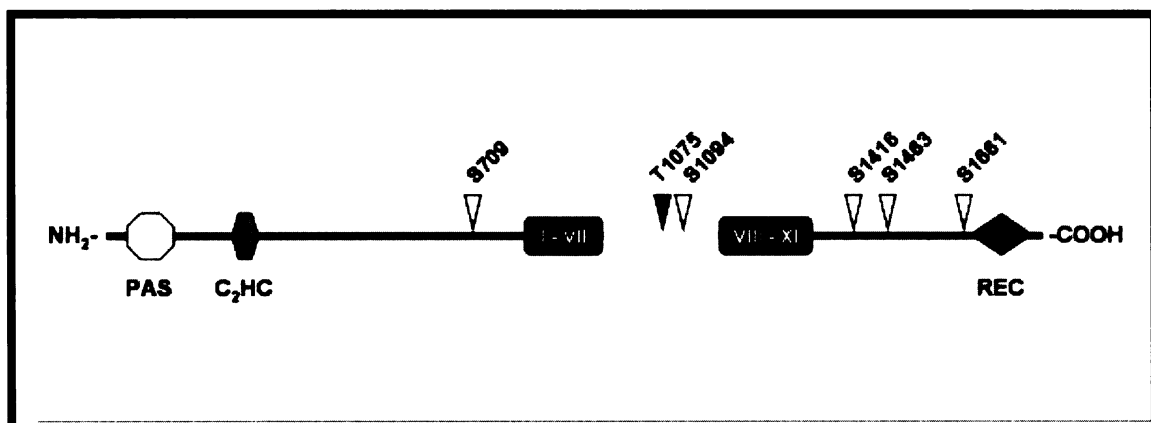 S709
T1075
S1094
S1416
S1463
S1661
NH₂-
I - VII
VIII - XI
-COOH
PAS
C₂HC
REC